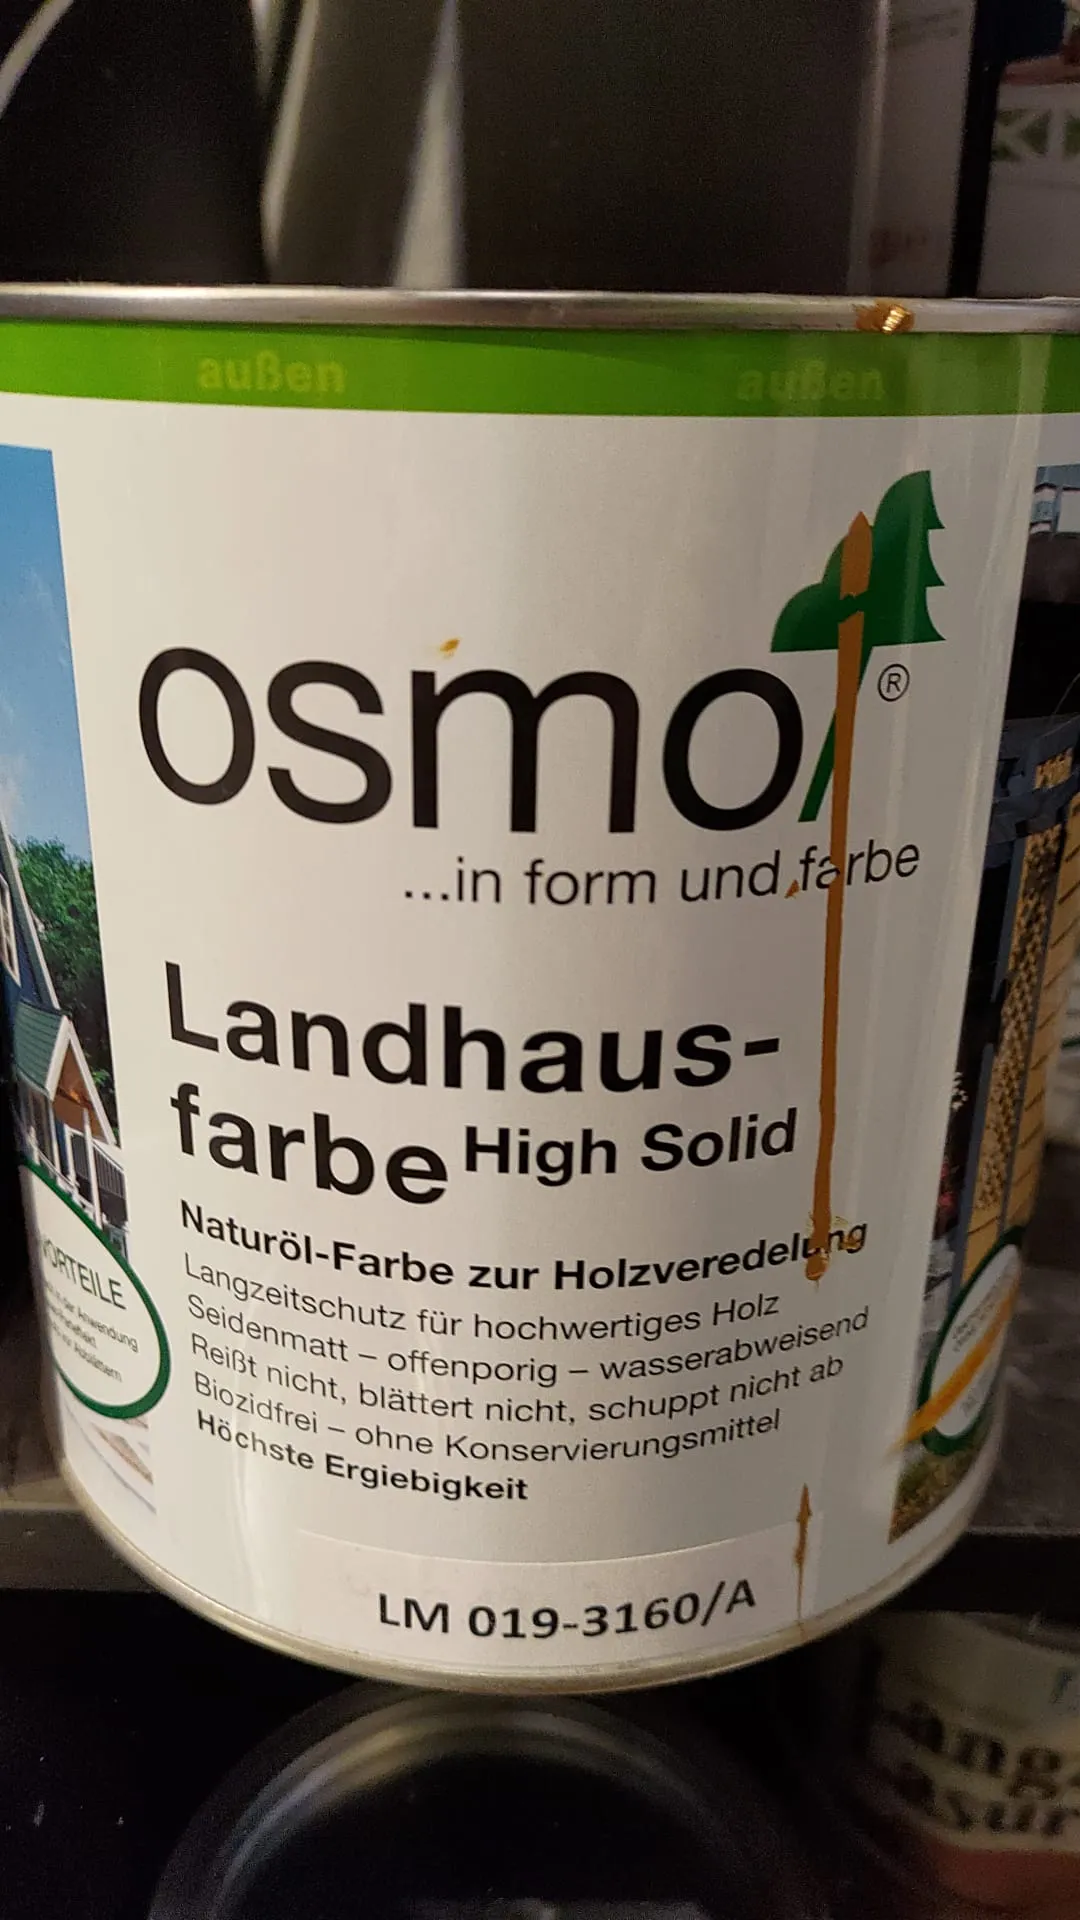 außen außen
osmo ®
...in form und farbe
Landhaus-
farbe High Solid
Naturöl-Farbe zur Holzveredelung
Langzeitschutz für hochwertiges Holz
Seidenmatt – offenporig – wasserabweisend
Reißt nicht, blättert nicht, schuppt nicht ab
Biozidfrei – ohne Konservierungsmittel
Höchste Ergiebigkeit
LM 019-3160/A
VORTEILE